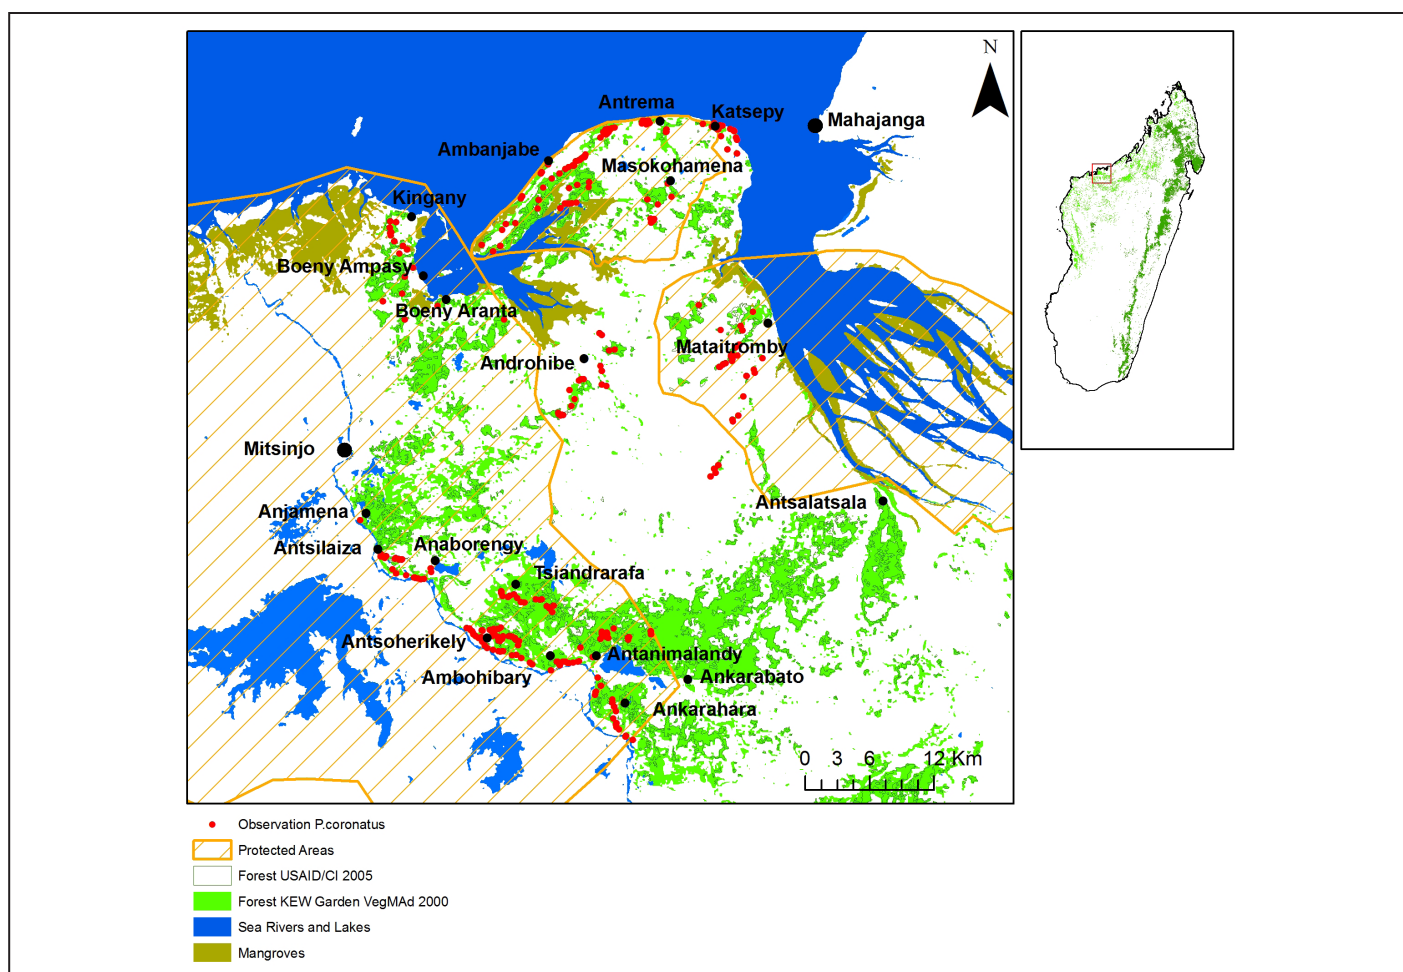 N
Antrema
Katsepy
Mahajanga
Ambanjabe
Masokohamena
Kingany
Boeny Ampasy
Boeny Aranta
Androhibe
Mataitromby
Mitsinjo
Antsalatsala
Anjamena
Antsilaiza
Anaborengy
Tsiandrarafa
Antsoherikely
Antanimalandy
Ambohibary
Ankarabato
Ankarahara
0 3 6 12 Km
Observation P.coronatus
Protected Areas
Forest USAID/CI 2005
Forest KEW Garden VegMAd 2000
Sea Rivers and Lakes
Mangroves